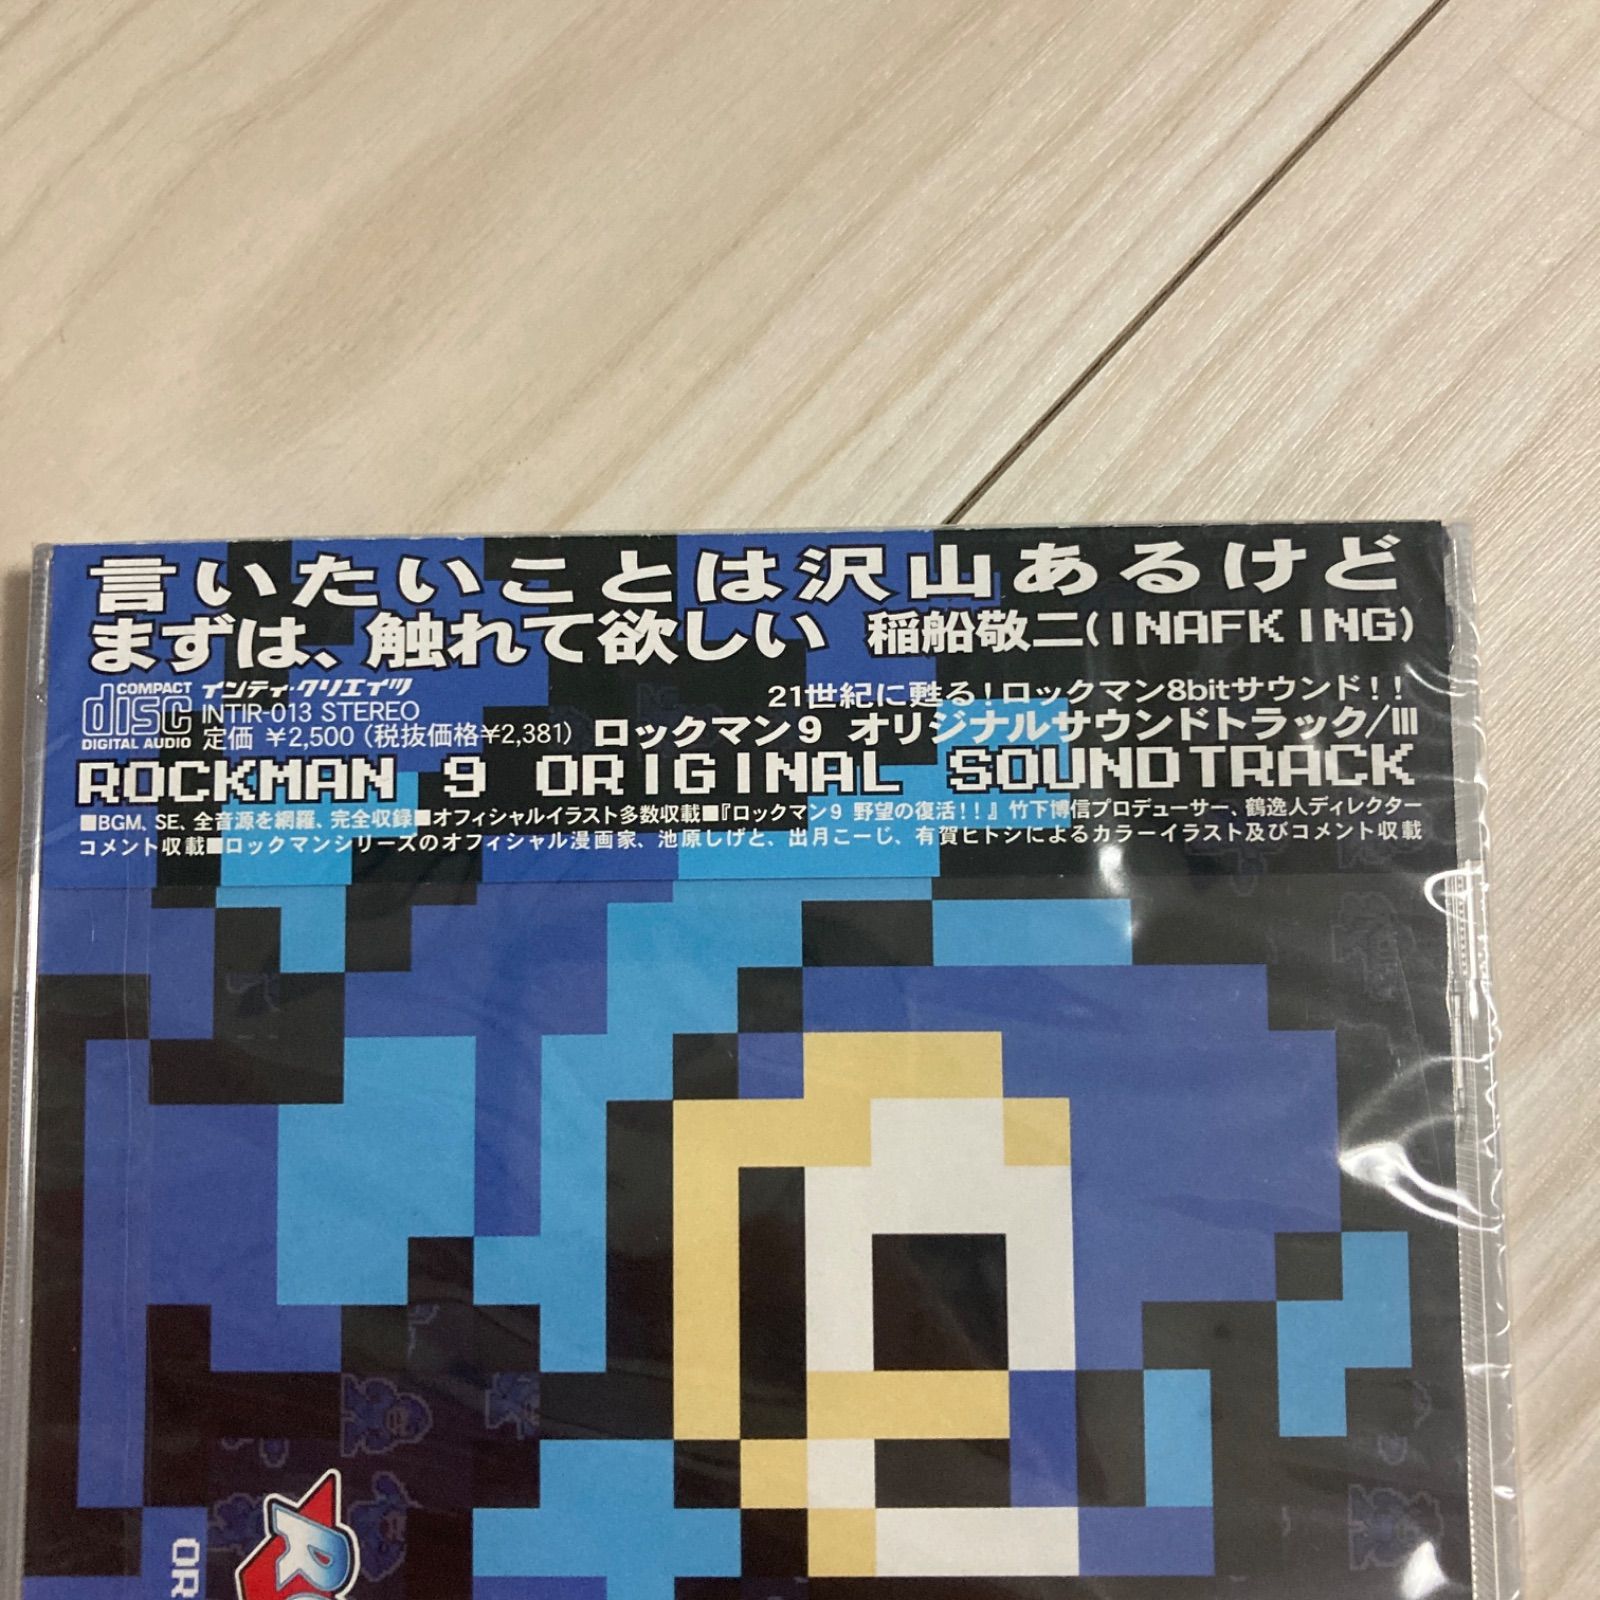 言いたいことは沢山あるけど
まずは、触れて欲しい 稲船敬二(INAFKING)
COMPACT disc DIGITAL AUDIO
インティ・クリエイツ
INTIR-013 STEREO
定価 ¥2,500 (税抜価格¥2,381)
21世紀に甦る!ロックマン8bitサウンド!!
ロックマン9 オリジナルサウンドトラック/III
ROCKMAN 9 ORIGINAL SOUNDTRACK
■BGM、SE、全音源を網羅、完全収録■オフィシャルイラスト多数収載■『ロックマン9 野望の復活!!』竹下博信プロデューサー、鶴逸人ディレクター
コメント収載■ロックマンシリーズのオフィシャル漫画家、池原しげと、出月こーじ、有賀ヒトシによるカラーイラスト及びコメント収載
OR